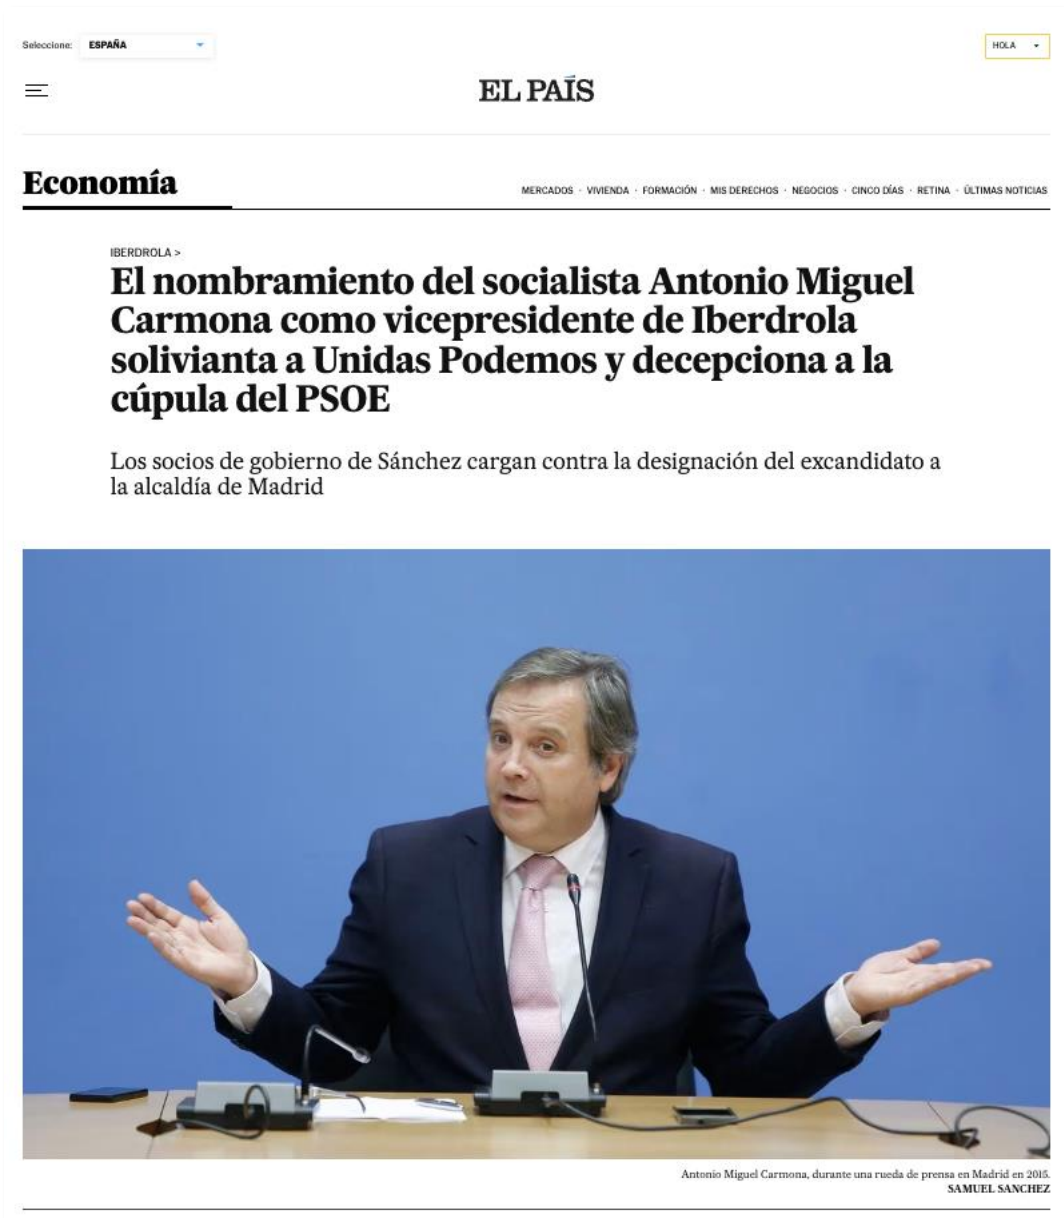 Seleccione: ESPAÑA
HOLA
EL PAÍS
Economía
MERCADOS · VIVIENDA · FORMACIÓN · MIS DERECHOS · NEGOCIOS · CINCO DÍAS · RETINA · ÚLTIMAS NOTICIAS
IBERDROLA >
El nombramiento del socialista Antonio Miguel
Carmona como vicepresidente de Iberdrola
solivianta a Unidas Podemos y decepciona a la
cúpula del PSOE
Los socios de gobierno de Sánchez cargan contra la designación del excandidato a
la alcaldía de Madrid
Antonio Miguel Carmona, durante una rueda de prensa en Madrid en 2015.
SAMUEL SANCHEZ